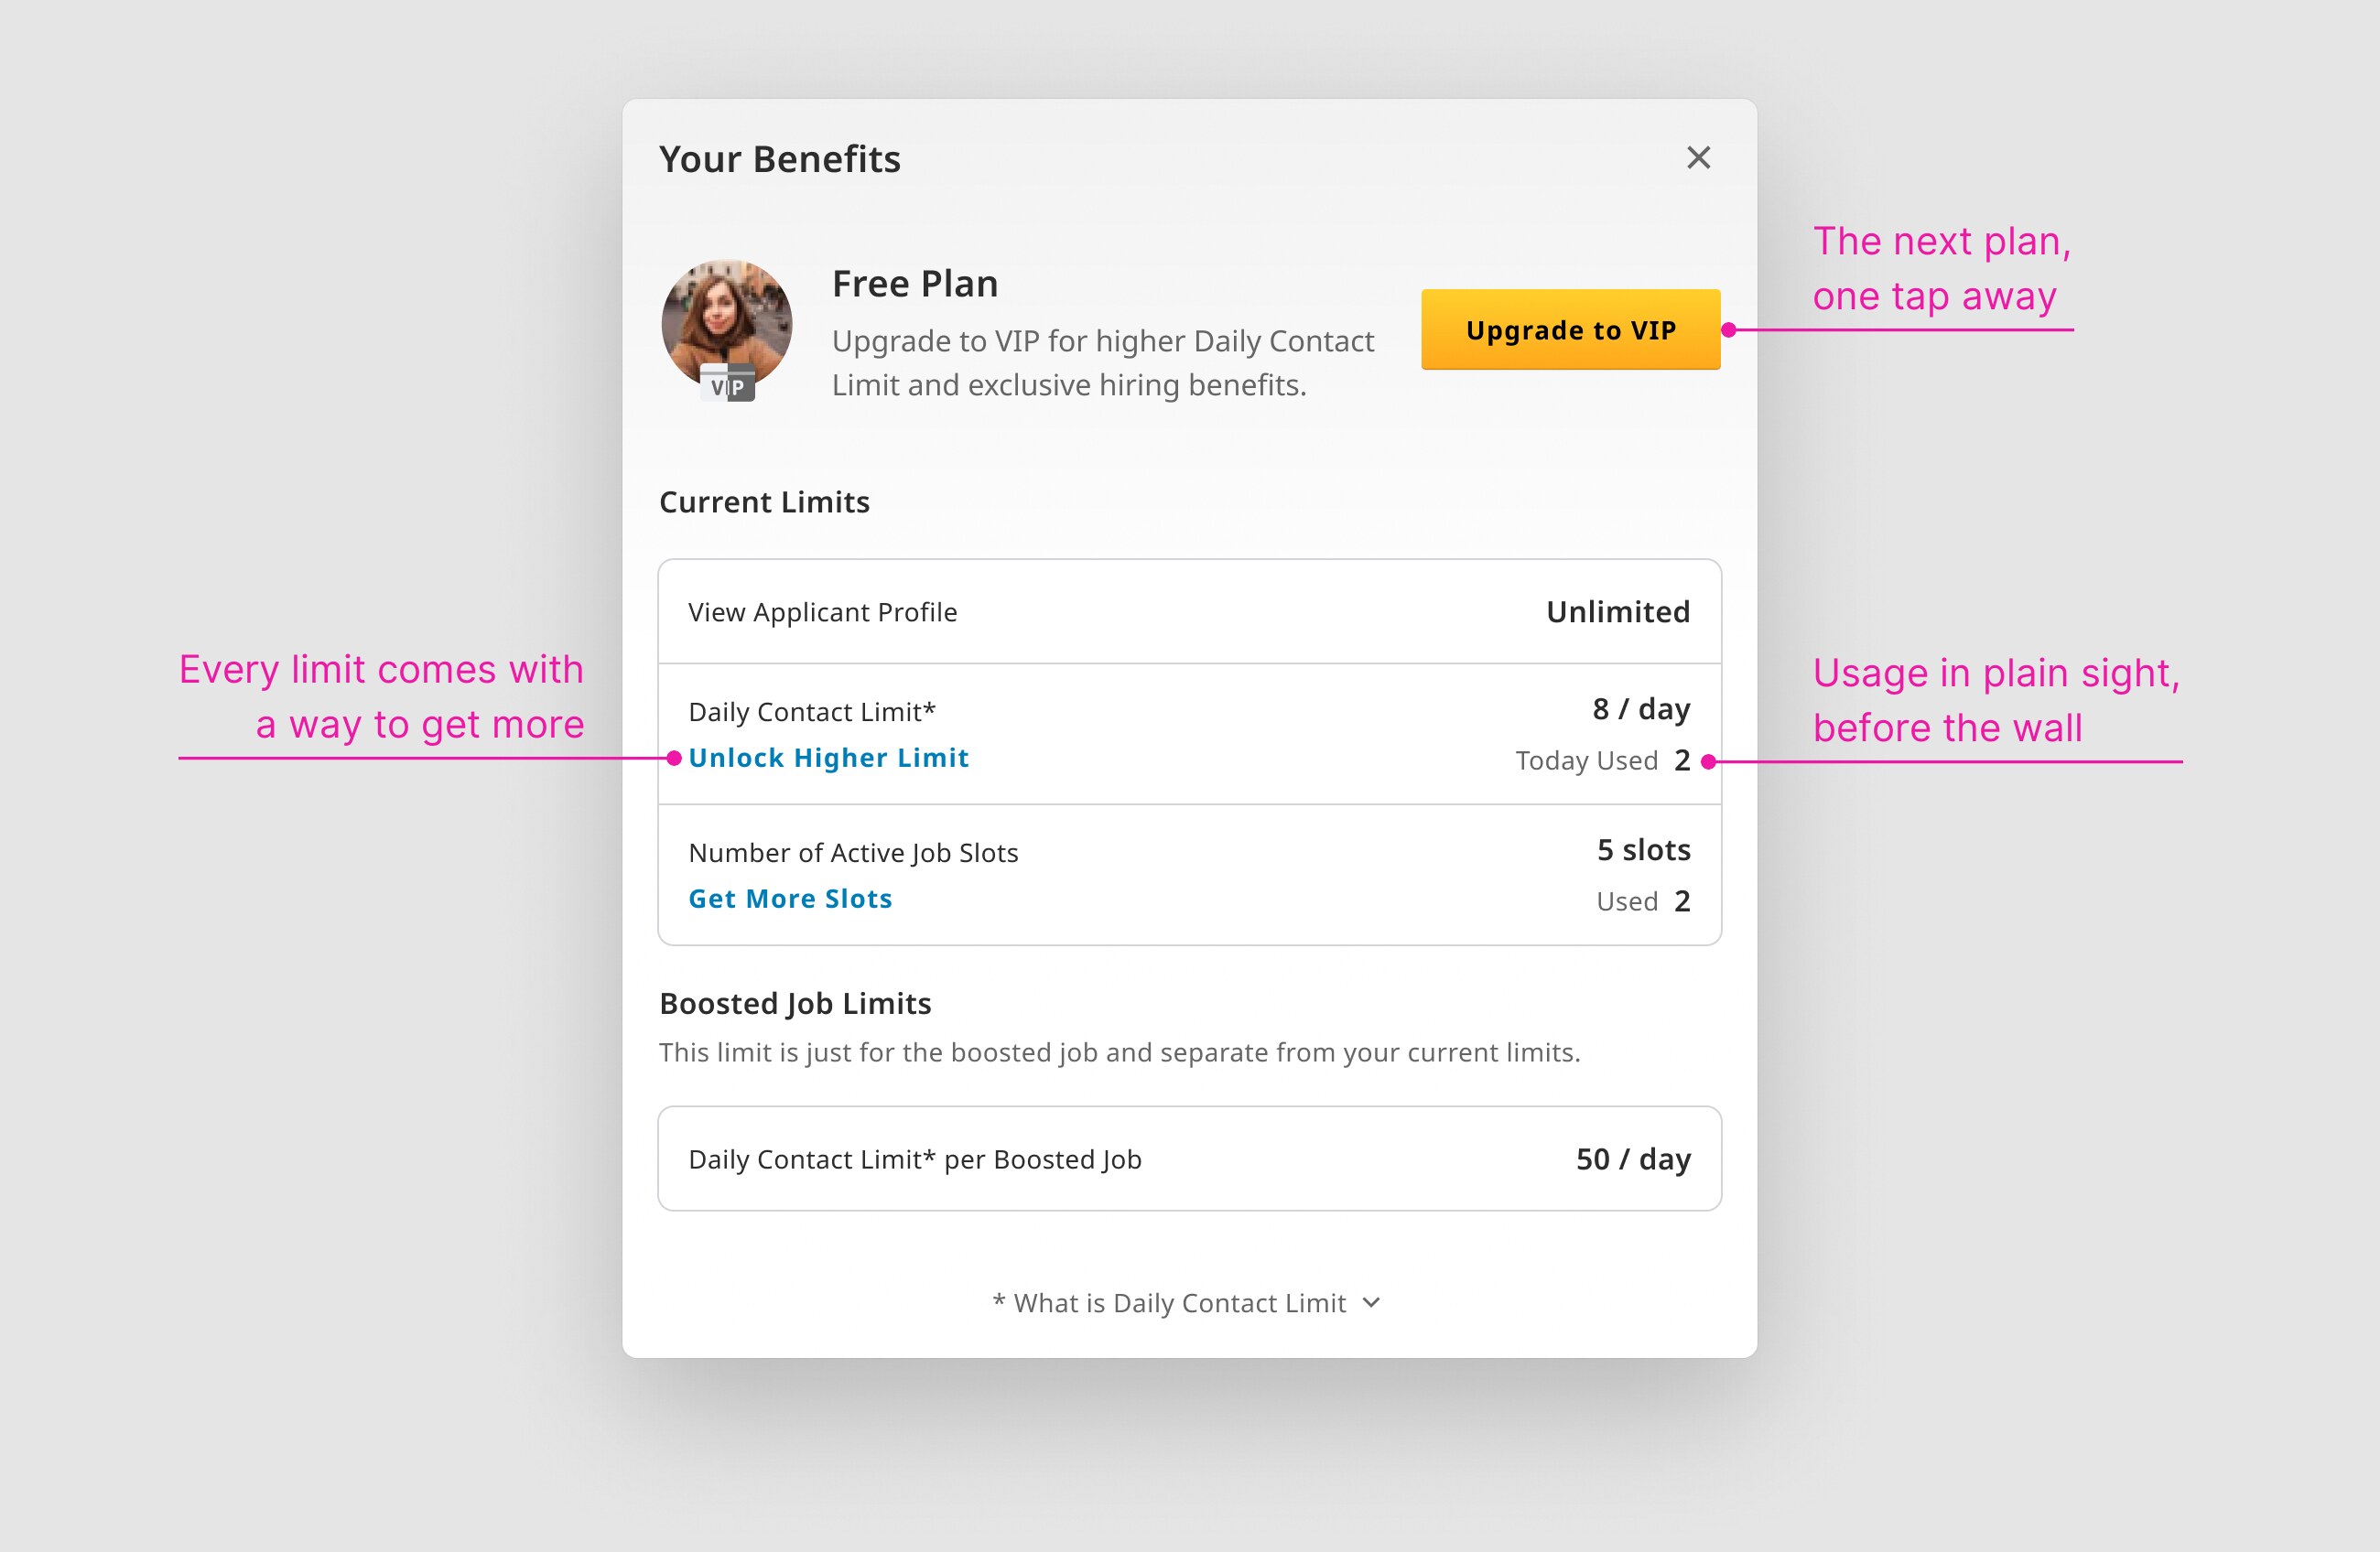 Your Benefits
Free Plan
Upgrade to VIP for higher Daily Contact
Limit and exclusive hiring benefits.
VIP
Upgrade to VIP
The next plan,
one tap away
Current Limits
View Applicant Profile
Unlimited
Every limit comes with
a way to get more
Daily Contact Limit*
8 / day
Unlock Higher Limit
Today Used 2
Usage in plain sight,
before the wall
Number of Active Job Slots
5 slots
Get More Slots
Used 2
Boosted Job Limits
This limit is just for the boosted job and separate from your current limits.
Daily Contact Limit* per Boosted Job
50 / day
* What is Daily Contact Limit